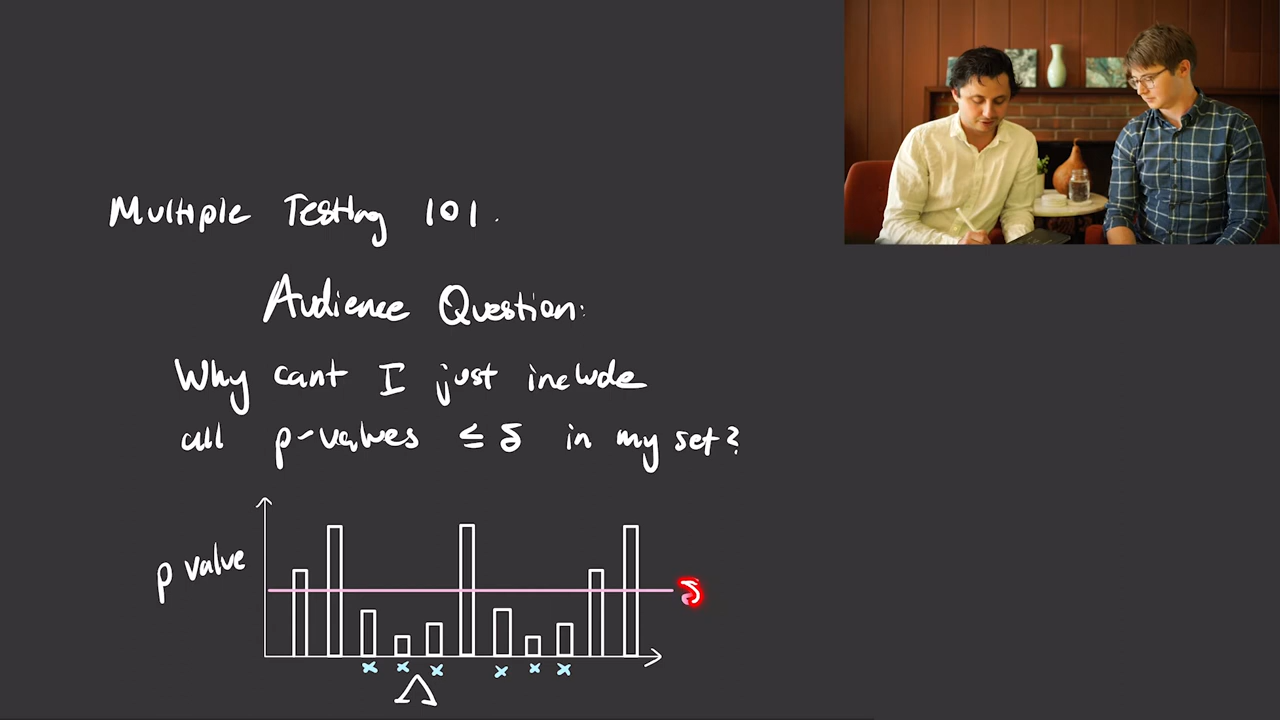 Multiple Testing 101.
Audience Question:
Why cant I just include
all p-values ≤ δ in my set?
p value
δ
x x x x x x
Λ